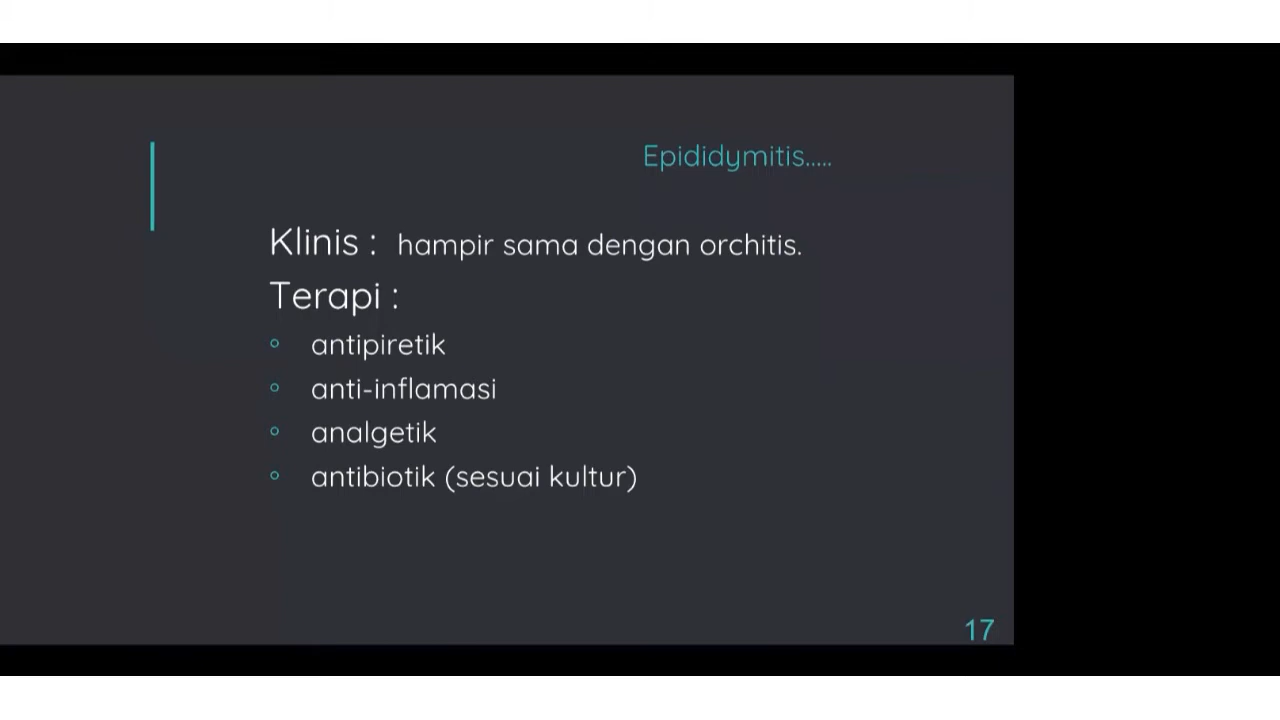 Epididymitis.....
Klinis : hampir sama dengan orchitis.
Terapi :
∘ antipiretik
∘ anti-inflamasi
∘ analgetik
∘ antibiotik (sesuai kultur)
17